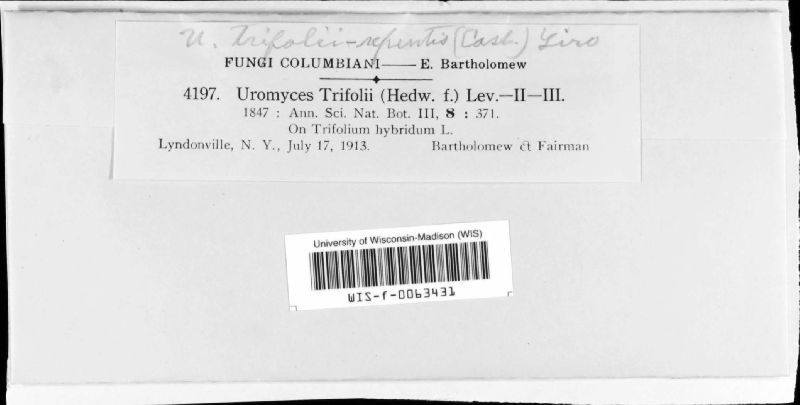 U. trifolii-repentis (Cast.) Liro
FUNGI COLUMBIANI—— E. Bartholomew
4197. Uromyces Trifolii (Hedw. f.) Lev.—II—III.
1847 : Ann. Sci. Nat. Bot. III, 8 : 371.
On Trifolium hybridum L.
Lyndonville, N. Y., July 17, 1913. Bartholomew et Fairman
University of Wisconsin-Madison (WIS)
WIS-f-0063431